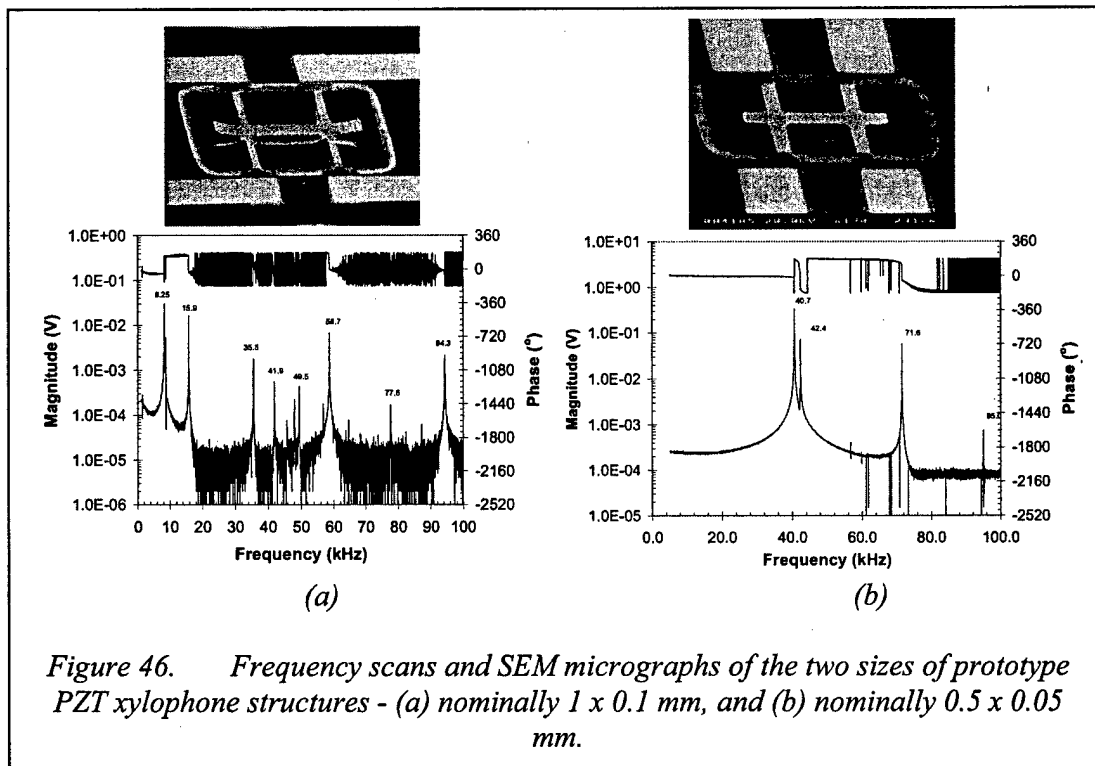 1.0E+00
1.0E-01
1.0E-02
1.0E-03
1.0E-04
1.0E-05
1.0E-06
Magnitude (V)
8.25
15.9
35.5
41.9
49.5
58.7
77.6
94.3
360
0
-360
-720
-1080
-1440
-1800
-2160
-2520
Phase (°)
0 20 40 60 80 100
Frequency (kHz)
(a)
1.0E+01
1.0E+00
1.0E-01
1.0E-02
1.0E-03
1.0E-04
1.0E-05
Magnitude (V)
40.7
42.4
71.6
360
0
-360
-720
-1080
-1440
-1800
-2160
-2520
Phase (°)
0.0 20.0 40.0 60.0 80.0 100.0
Frequency (kHz)
(b)
Figure 46. Frequency scans and SEM micrographs of the two sizes of prototype
PZT xylophone structures - (a) nominally 1 x 0.1 mm, and (b) nominally 0.5 x 0.05
mm.